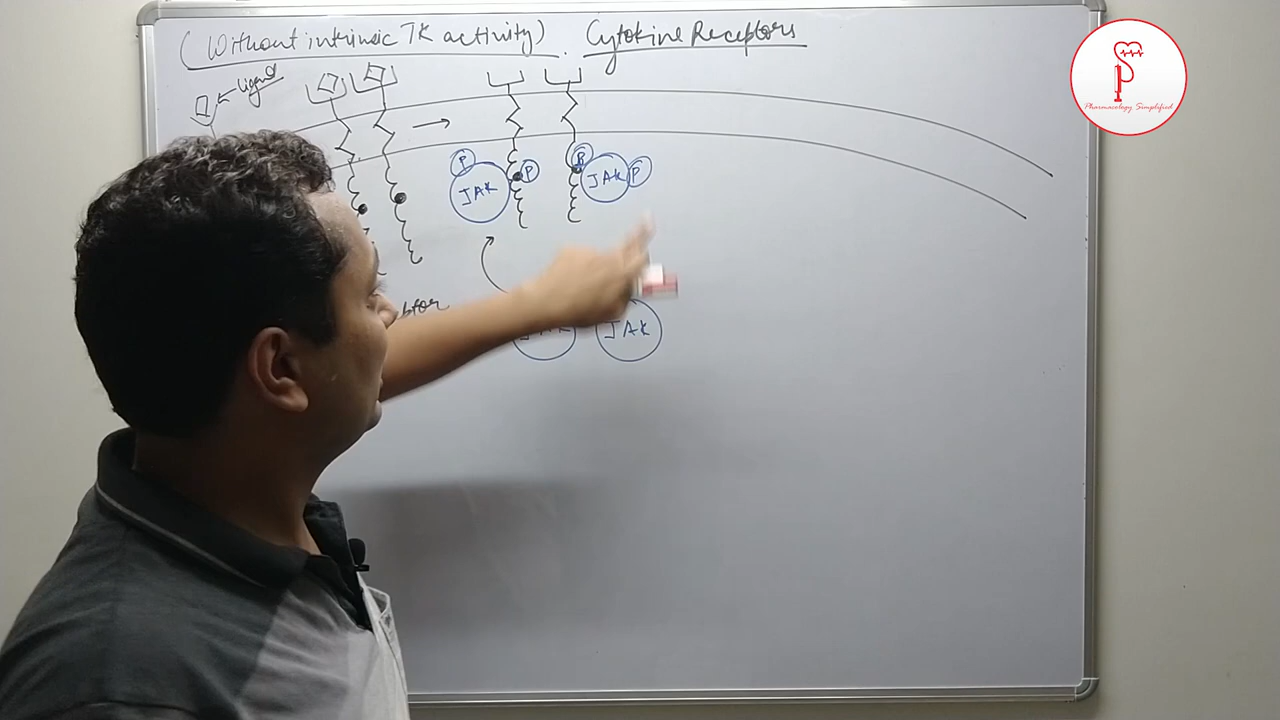 (Without intrinsic TK activity). Cytokine Receptors
ligand
P
P
P
P
JAK
JAK
JAK
JAK
Pharmacology Simplified